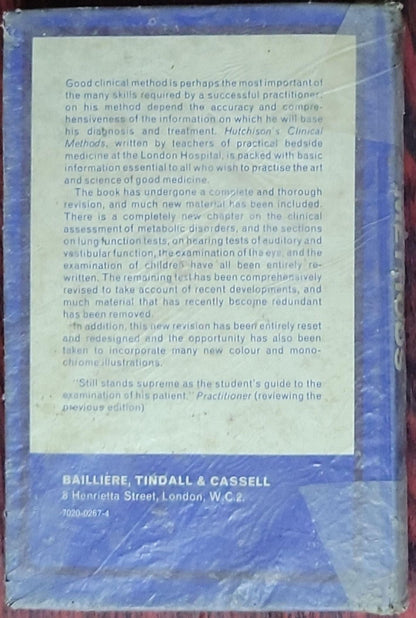 Good clinical method is perhaps the most important of
the many skills required by a successful practitioner,
on his method depend the accuracy and compre-
hensiveness of the information on which he will base
his diagnosis and treatment. Hutchison's Clinical
Methods, written by teachers of practical bedside
medicine at the London Hospital, is packed with basic
information essential to all who wish to practise the art
and science of good medicine.
The book has undergone a complete and thorough
revision, and much new material has been included.
There is a completely new chapter on the clinical
assessment of metabolic disorders, and the sections
on lung function tests, on hearing tests of auditory and
vestibular function, the examination of the eye, and the
examination of children have all been entirely re-
written. The remaining text has been comprehensively
revised to take account of recent developments, and
much material that has recently become redundant
has been removed.
In addition, this new revision has been entirely reset
and redesigned and the opportunity has also been
taken to incorporate many new colour and mono-
chrome illustrations.
"Still stands supreme as the student's guide to the
examination of his patient." Practitioner (reviewing the
previous edition)
BAILLIÈRE, TINDALL & CASSELL
8 Henrietta Street, London, W.C.2.
7020-0267-4